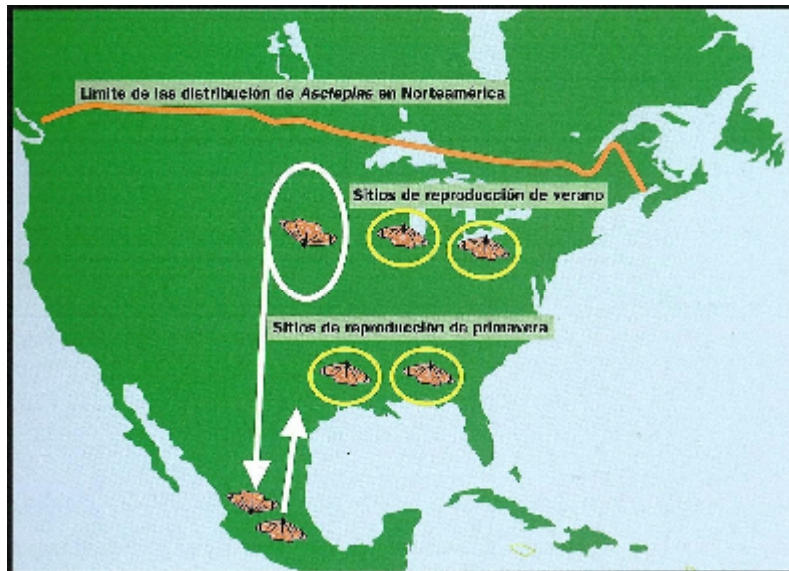 Límite de las distribución de Asclepias en Norteamérica
Sitios de reproducción de verano
Sitios de reproducción de primavera